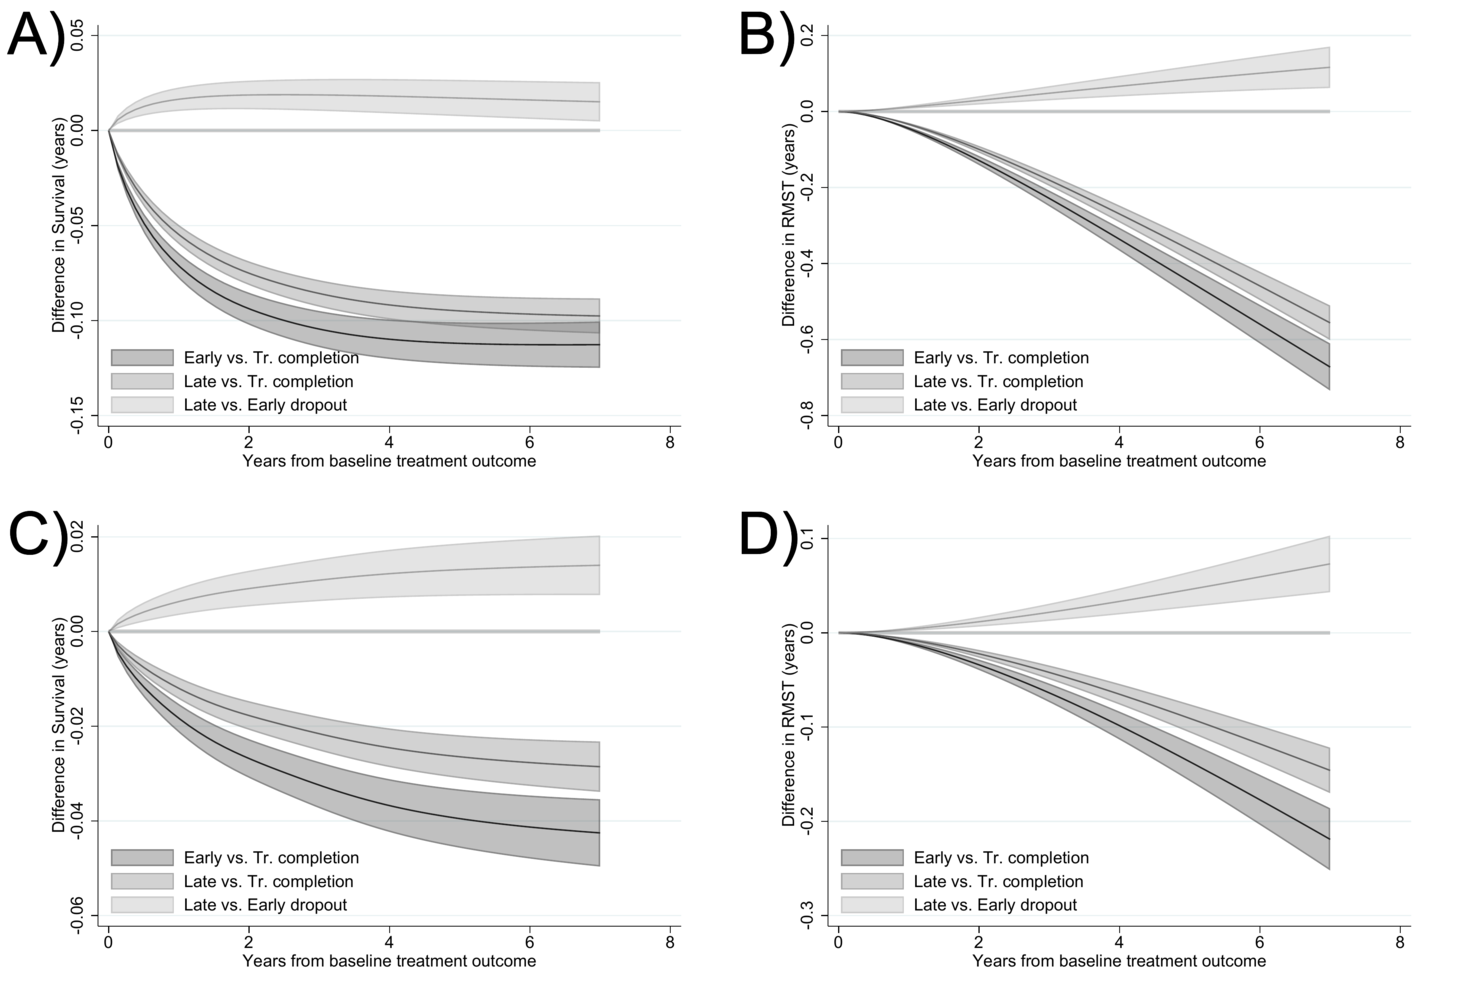 A)
Difference in Survival (years)
0.05
0.00
-0.05
-0.10
-0.15
Early vs. Tr. completion
Late vs. Tr. completion
Late vs. Early dropout
0 2 4 6 8
Years from baseline treatment outcome
B)
Difference in RMST (years)
0.2
0.0
-0.2
-0.4
-0.6
-0.8
Early vs. Tr. completion
Late vs. Tr. completion
Late vs. Early dropout
0 2 4 6 8
Years from baseline treatment outcome
C)
Difference in Survival (years)
0.02
0.00
-0.02
-0.04
-0.06
Early vs. Tr. completion
Late vs. Tr. completion
Late vs. Early dropout
0 2 4 6 8
Years from baseline treatment outcome
D)
Difference in RMST (years)
0.1
0.0
-0.1
-0.2
-0.3
Early vs. Tr. completion
Late vs. Tr. completion
Late vs. Early dropout
0 2 4 6 8
Years from baseline treatment outcome